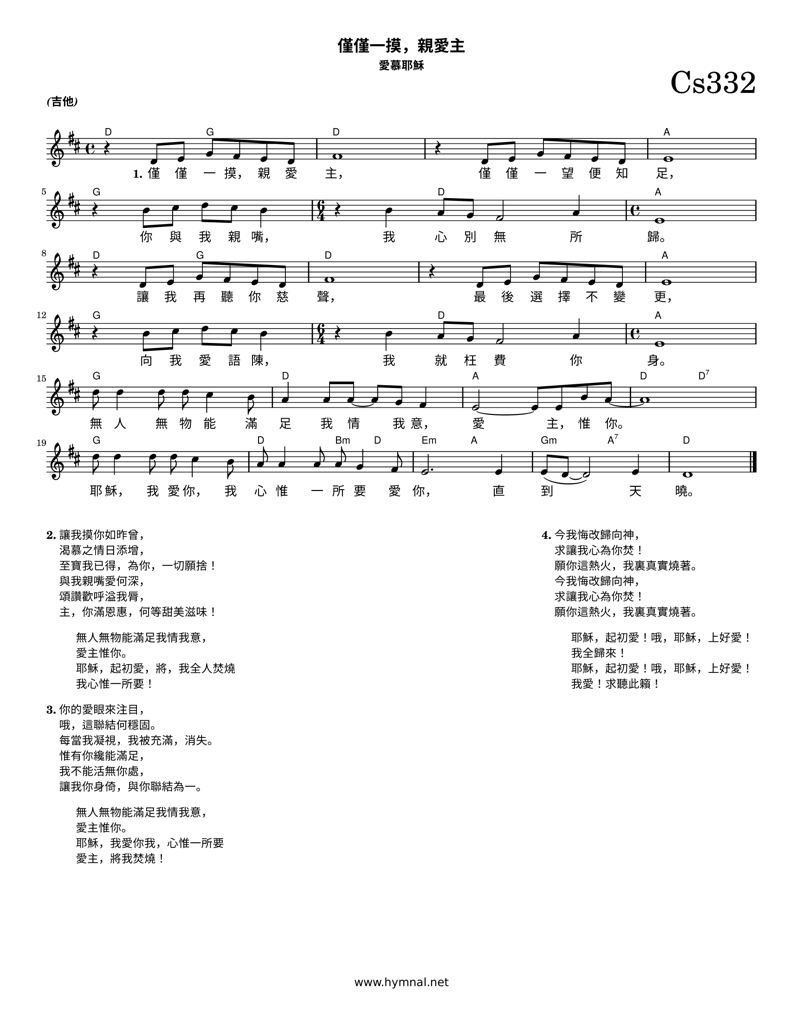 僅僅一摸，親愛主
愛慕耶穌
Cs332
(吉他)
D G D A
1. 僅 僅 一 摸， 親 愛 主， 僅 僅 一 望 便 知 足，
5 G D A
你 與 我 親 嘴， 我 心 別 無 所 歸。
8 D G D A
讓 我 再 聽 你 慈 聲， 最 後 選 擇 不 變 更，
12 G D A
向 我 愛 語 陳， 我 就 枉 費 你 身。
15 G D A D D7
無 人 無 物 能 滿 足 我 情 我 意， 愛 主， 惟 你。
19 G D Bm D Em A Gm A7 D
耶 穌， 我 愛 你， 我 心 惟 一 所 要 愛 你， 直 到 天 曉。
2. 讓我摸你如昨曾，
渴慕之情日添增，
至寶我已得，為你，一切願捨！
與我親嘴愛何深，
頌讚歡呼溢我脣，
主，你滿恩惠，何等甜美滋味！
無人無物能滿足我情我意，
愛主惟你。
耶穌，起初愛，將，我全人焚燒
我心惟一所要！
3. 你的愛眼來注目，
哦，這聯結何穩固。
每當我凝視，我被充滿，消失。
惟有你纔能滿足，
我不能活無你處，
讓我你身倚，與你聯結為一。
無人無物能滿足我情我意，
愛主惟你。
耶穌，我愛你我，心惟一所要
愛主，將我焚燒！
4. 今我悔改歸向神，
求讓我心為你焚！
願你這熱火，我裏真實燒著。
今我悔改歸向神，
求讓我心為你焚！
願你這熱火，我裏真實燒著。
耶穌，起初愛！哦，耶穌，上好愛！
我全歸來！
耶穌，起初愛！哦，耶穌，上好愛！
我愛！求聽此籟！
www.hymnal.net